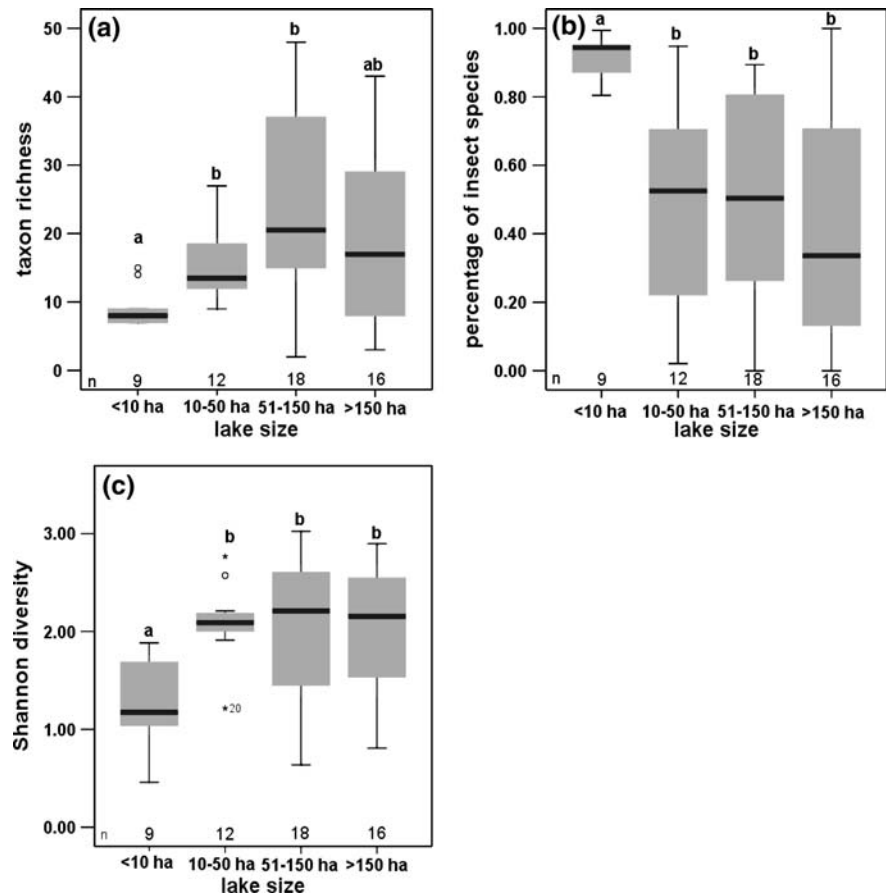 (a)
50
40
30
20
10
0
taxon richness
a
b
b
ab
n 9 12 18 16
<10 ha 10-50 ha 51-150 ha >150 ha
lake size
(b)
1.00
0.80
0.60
0.40
0.20
0.00
percentage of insect species
a
b
b
b
n 9 12 18 16
<10 ha 10-50 ha 51-150 ha >150 ha
lake size
(c)
3.00
2.00
1.00
0.00
Shannon diversity
a
b
b
b
20
n 9 12 18 16
<10 ha 10-50 ha 51-150 ha >150 ha
lake size